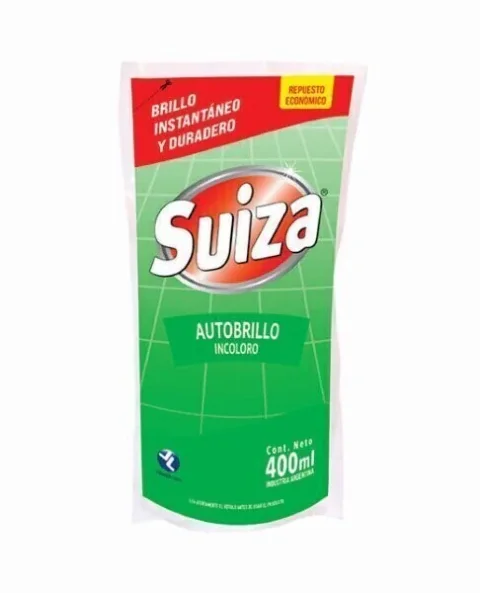 BRILLO
INSTANTÁNEO
Y DURADERO
REPUESTO
ECONÓMICO
Suiza®
AUTOBRILLO
INCOLORO
Cont. Neto
400ml
INDUSTRIA ARGENTINA